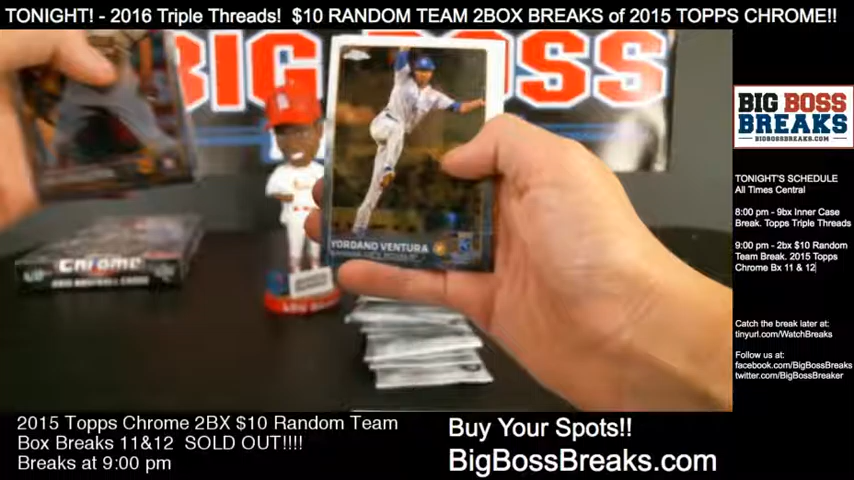 TONIGHT! - 2016 Triple Threads! $10 RANDOM TEAM 2BOX BREAKS of 2015 TOPPS CHROME!!
BIG BOSS
YORDANO VENTURA
Chrome
BIG BOSS
BREAKS
BIGBOSSBREAKS.COM
TONIGHT'S SCHEDULE
All Times Central
8:00 pm - 9bx Inner Case
Break. Topps Triple Threads
9:00 pm - 2bx $10 Random
Team Break. 2015 Topps
Chrome Bx 11 & 12
Catch the break later at:
tinyurl.com/WatchBreaks
Follow us at:
facebook.com/BigBossBreaks
twitter.com/BigBossBreaker
2015 Topps Chrome 2BX $10 Random Team
Box Breaks 11&12 SOLD OUT!!!!
Breaks at 9:00 pm
Buy Your Spots!!
BigBossBreaks.com